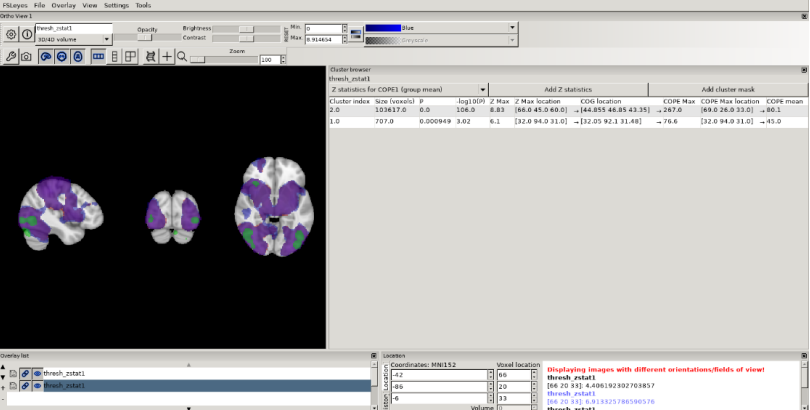 FSLeyes File Overlay View Settings Tools
Ortho View 1
thresh_zstat1
3D/4D volume
Opacity
Brightness
Contrast
RESET
Min. 0
Max. 8.914654
Blue
Greyscale
Zoom
100
Cluster browser
thresh_zstat1
Z statistics for COPE1 (group mean) Add Z statistics Add cluster mask
Cluster index Size (voxels) P -log10(P) Z Max Z Max location COG location COPE Max COPE Max location COPE mean
2.0 103617.0 0.0 106.0 8.83 [66.0 45.0 60.0] → [44.855 46.85 43.35] → 267.0 [69.0 26.0 33.0] → 80.1
1.0 707.0 0.000949 3.02 6.1 [32.0 94.0 31.0] → [32.05 92.1 31.48] → 76.6 [32.0 94.0 31.0] → 45.0
Overlay list
thresh_zstat1
thresh_zstat1
Location
Coordinates: MNI152 Voxel location
-42 66
-86 20
-6 33
Volume
Location
Displaying images with different orientations/fields of view!
thresh_zstat1
[66 20 33]: 4.406192302703857
thresh_zstat1
[66 20 33]: 6.913325786590576
thresh_zstat1